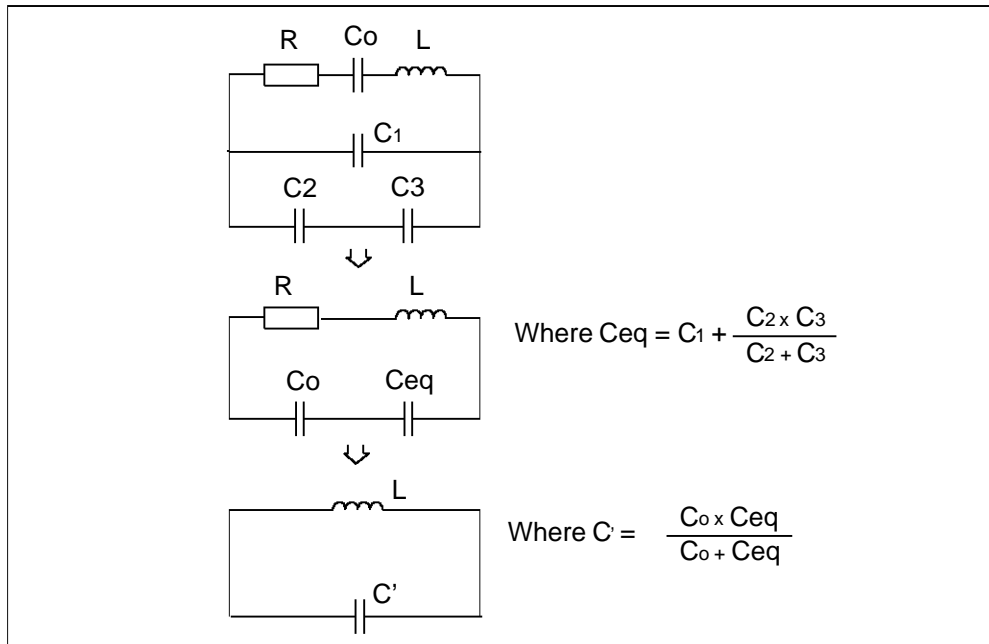 R Co L
C1
C2 C3
R L
Where Ceq = C1 + C2 x C3
C2 + C3
Co Ceq
L
Where C' = Co x Ceq
Co + Ceq
C'